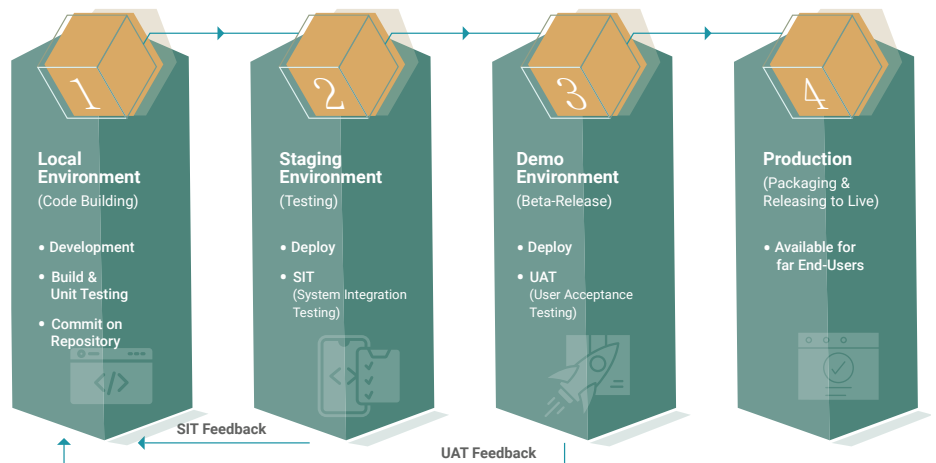 1
Local
Environment
(Code Building)
• Development
• Build &
Unit Testing
• Commit on
Repository
</>
2
Staging
Environment
(Testing)
• Deploy
• SIT
(System Integration
Testing)
<>
3
Demo
Environment
(Beta-Release)
• Deploy
• UAT
(User Acceptance
Testing)
4
Production
(Packaging &
Releasing to Live)
• Available for
far End-Users
SIT Feedback
UAT Feedback